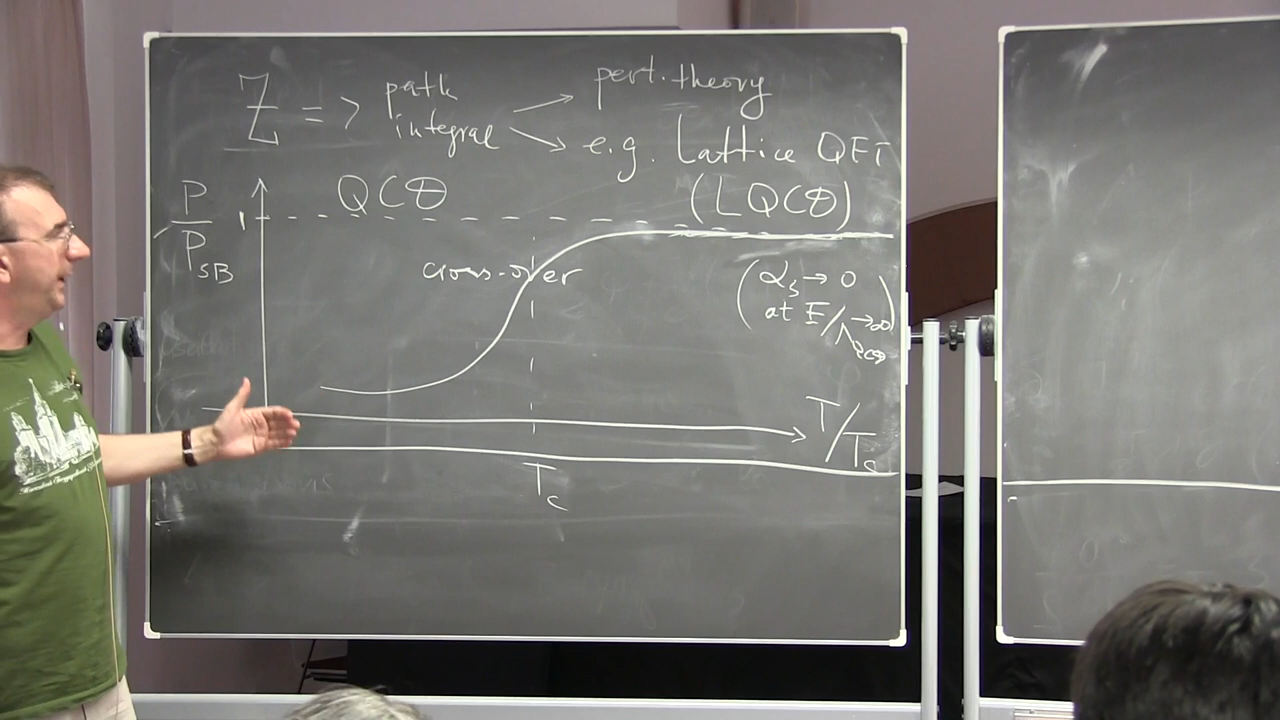 Z => path integral → pert. theory
→ e.g. Lattice QFT
(LQCD)
QCD
P/P_SB
1
cross-over
(α_s → 0
at E/Λ_QCD → ∞)
T/T_c
T_c